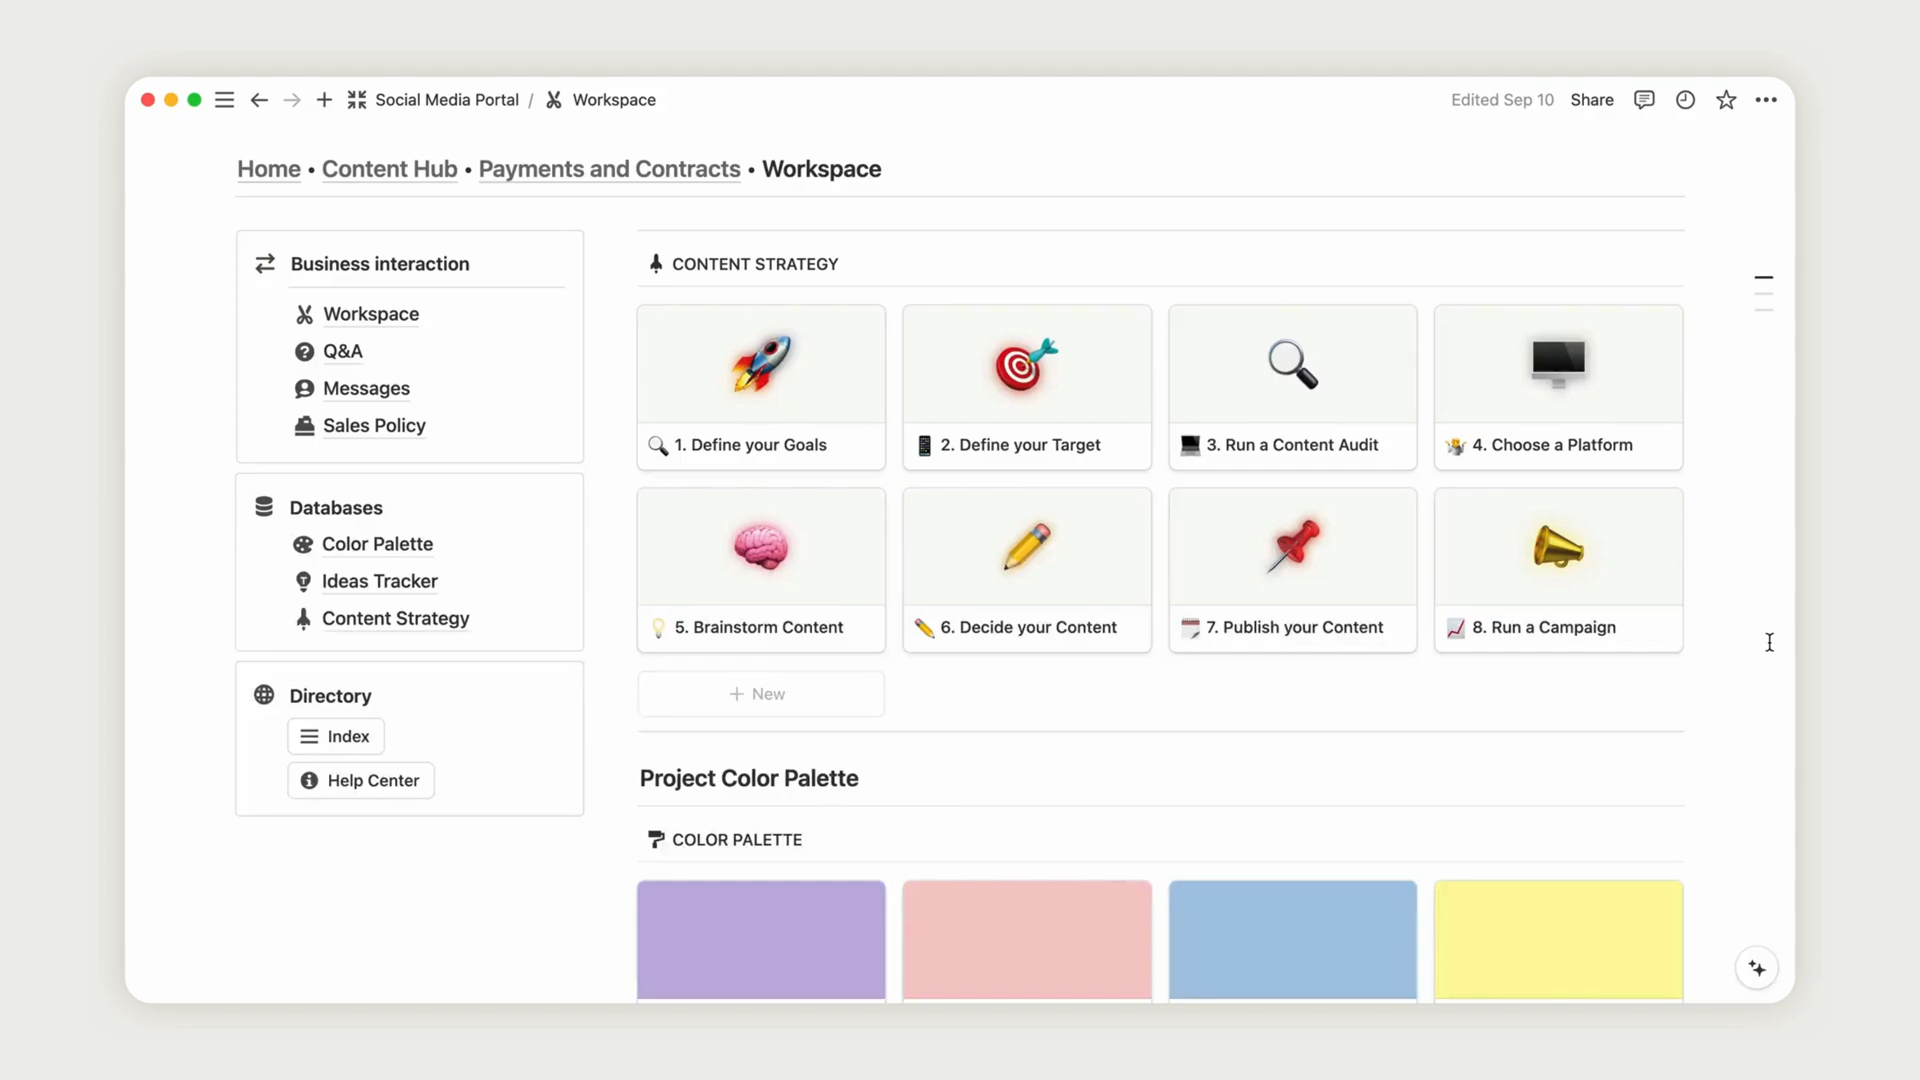 Social Media Portal / Workspace
Edited Sep 10 Share
Home • Content Hub • Payments and Contracts • Workspace
Business interaction
Workspace
Q&A
Messages
Sales Policy
Databases
Color Palette
Ideas Tracker
Content Strategy
Directory
Index
Help Center
CONTENT STRATEGY
1. Define your Goals
2. Define your Target
3. Run a Content Audit
4. Choose a Platform
5. Brainstorm Content
6. Decide your Content
7. Publish your Content
8. Run a Campaign
+ New
Project Color Palette
COLOR PALETTE